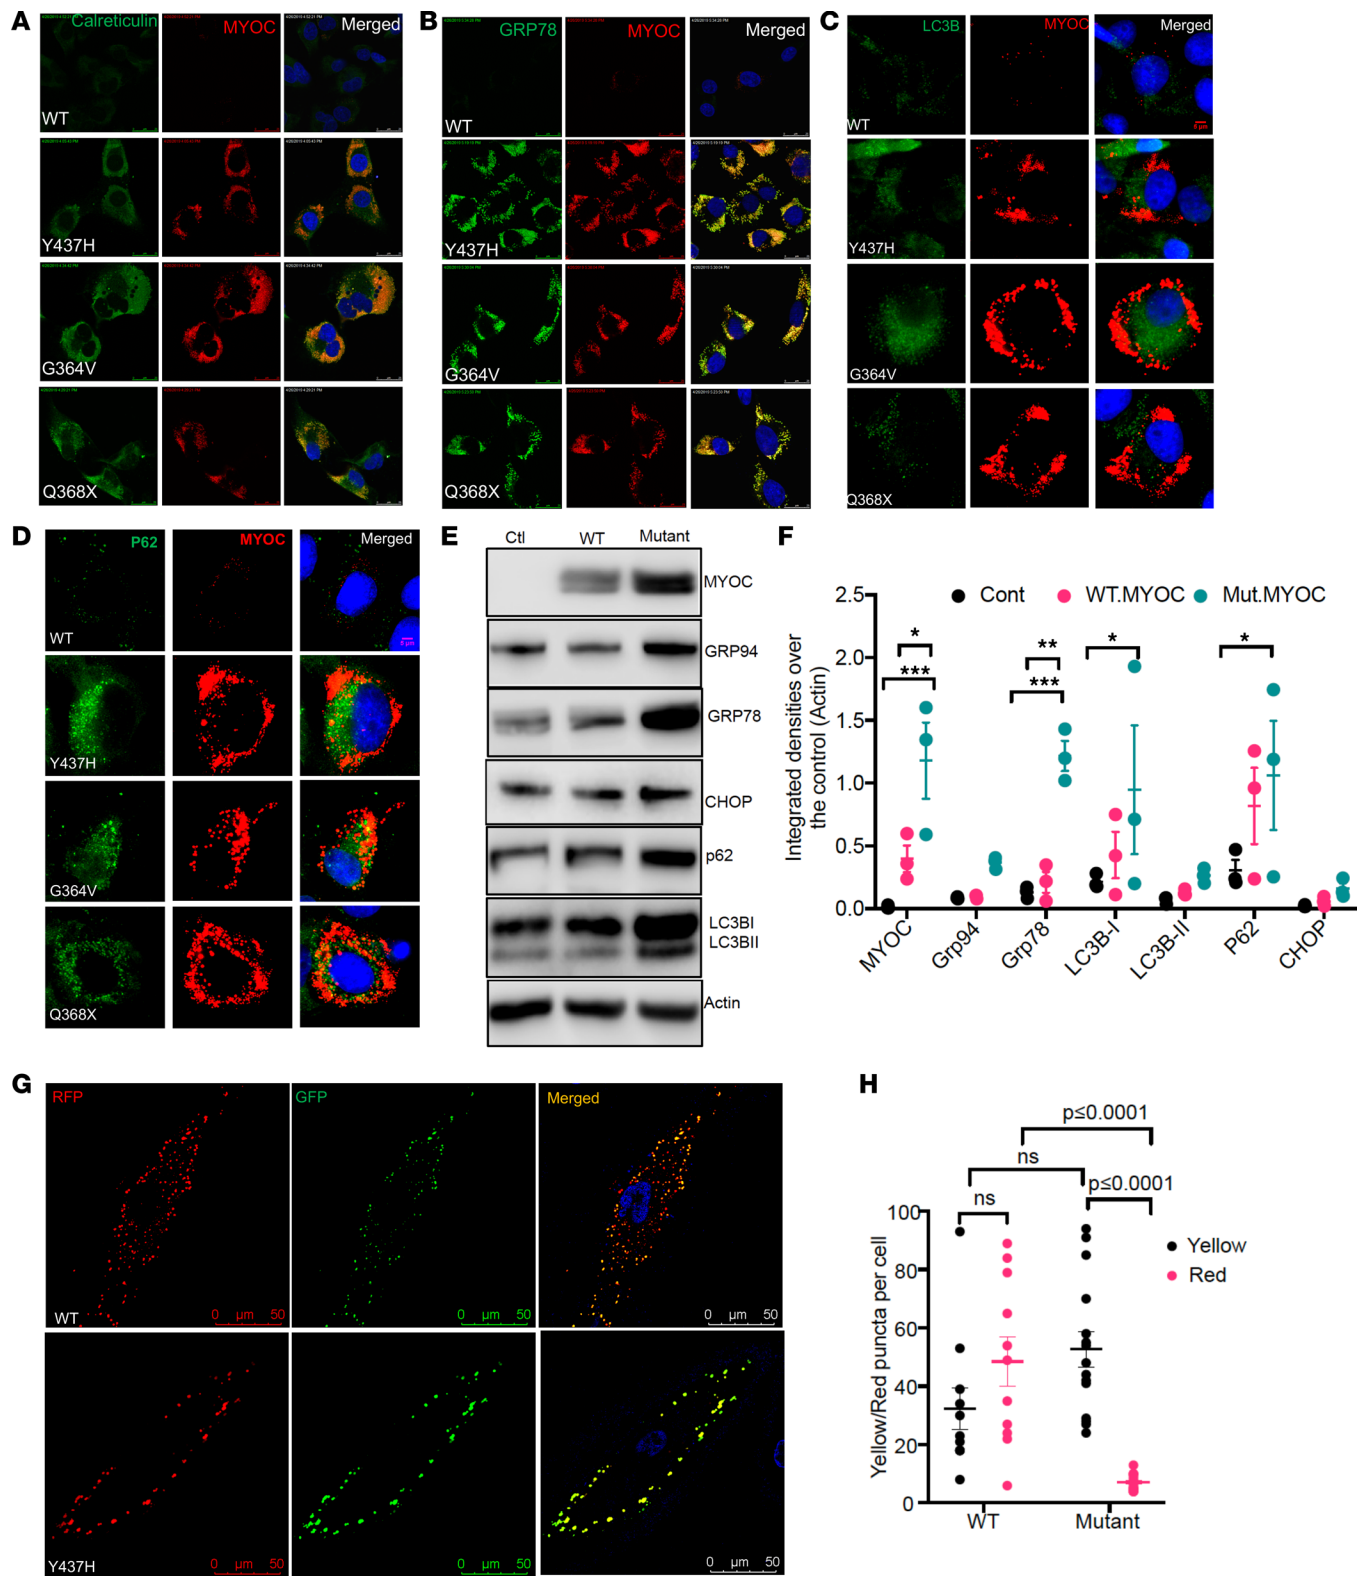 A
Calreticulin
MYOC
Merged
WT
Y437H
G364V
Q368X
B
GRP78
MYOC
Merged
WT
Y437H
G364V
Q368X
C
LC3B
MYOC
Merged
WT
5 µm
Y437H
G364V
Q368X
D
P62
MYOC
Merged
WT
5 µm
Y437H
G364V
Q368X
E
Ctl WT Mutant
MYOC
GRP94
GRP78
CHOP
p62
LC3BI
LC3BII
Actin
F
Cont WT.MYOC Mut.MYOC
Integrated densities over
the control (Actin)
2.5
2.0
1.5
1.0
0.5
0.0
* ** * *
*** ***
MYOC Grp94 Grp78 LC3B-I LC3B-II P62 CHOP
G
RFP
GFP
Merged
WT
0 µm 50
0 µm 50
0 µm 50
Y437H
0 µm 50
0 µm 50
0 µm 50
H
p≤0.0001
ns
p≤0.0001
ns
Yellow/Red puncta per cell
100
80
60
40
20
0
Yellow
Red
WT Mutant